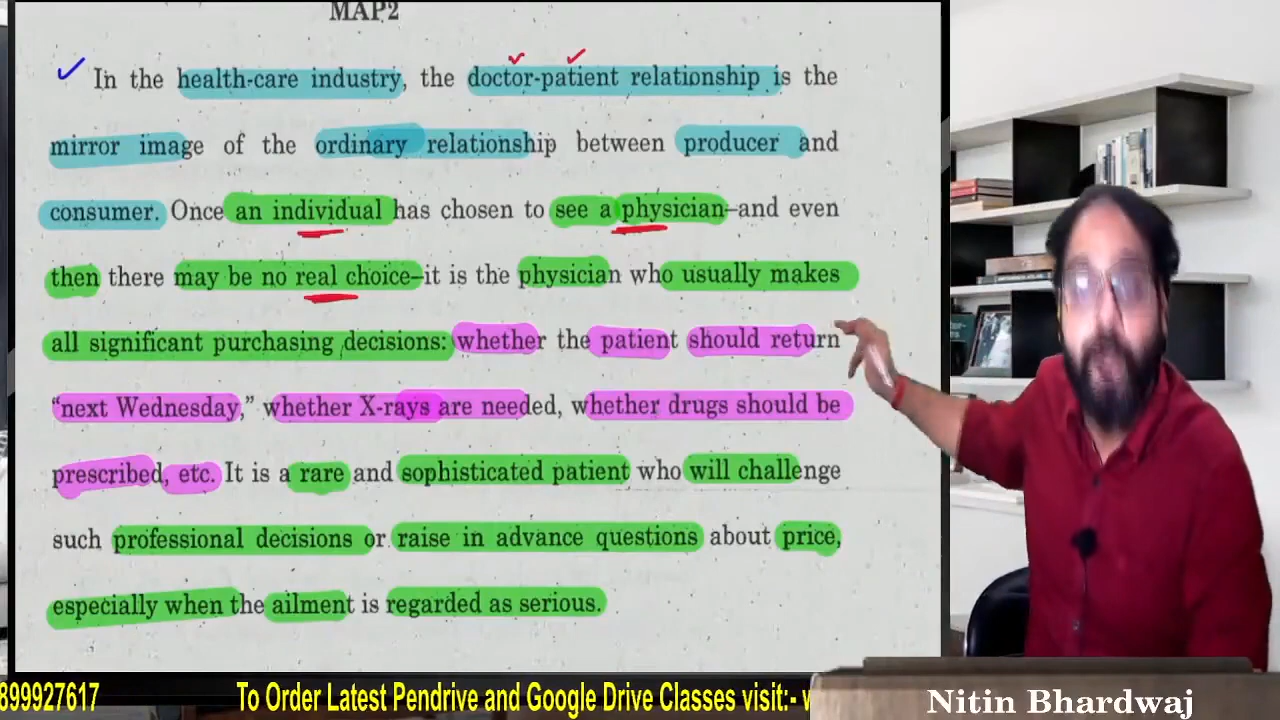 MAP2
In the health-care industry, the doctor-patient relationship is the
mirror image of the ordinary relationship between producer and
consumer. Once an individual has chosen to see a physician–and even
then there may be no real choice–it is the physician who usually makes
all significant purchasing decisions: whether the patient should return
“next Wednesday,” whether X-rays are needed, whether drugs should be
prescribed, etc. It is a rare and sophisticated patient who will challenge
such professional decisions or raise in advance questions about price,
especially when the ailment is regarded as serious.
899927617 To Order Latest Pendrive and Google Drive Classes visit:-
Nitin Bhardwaj